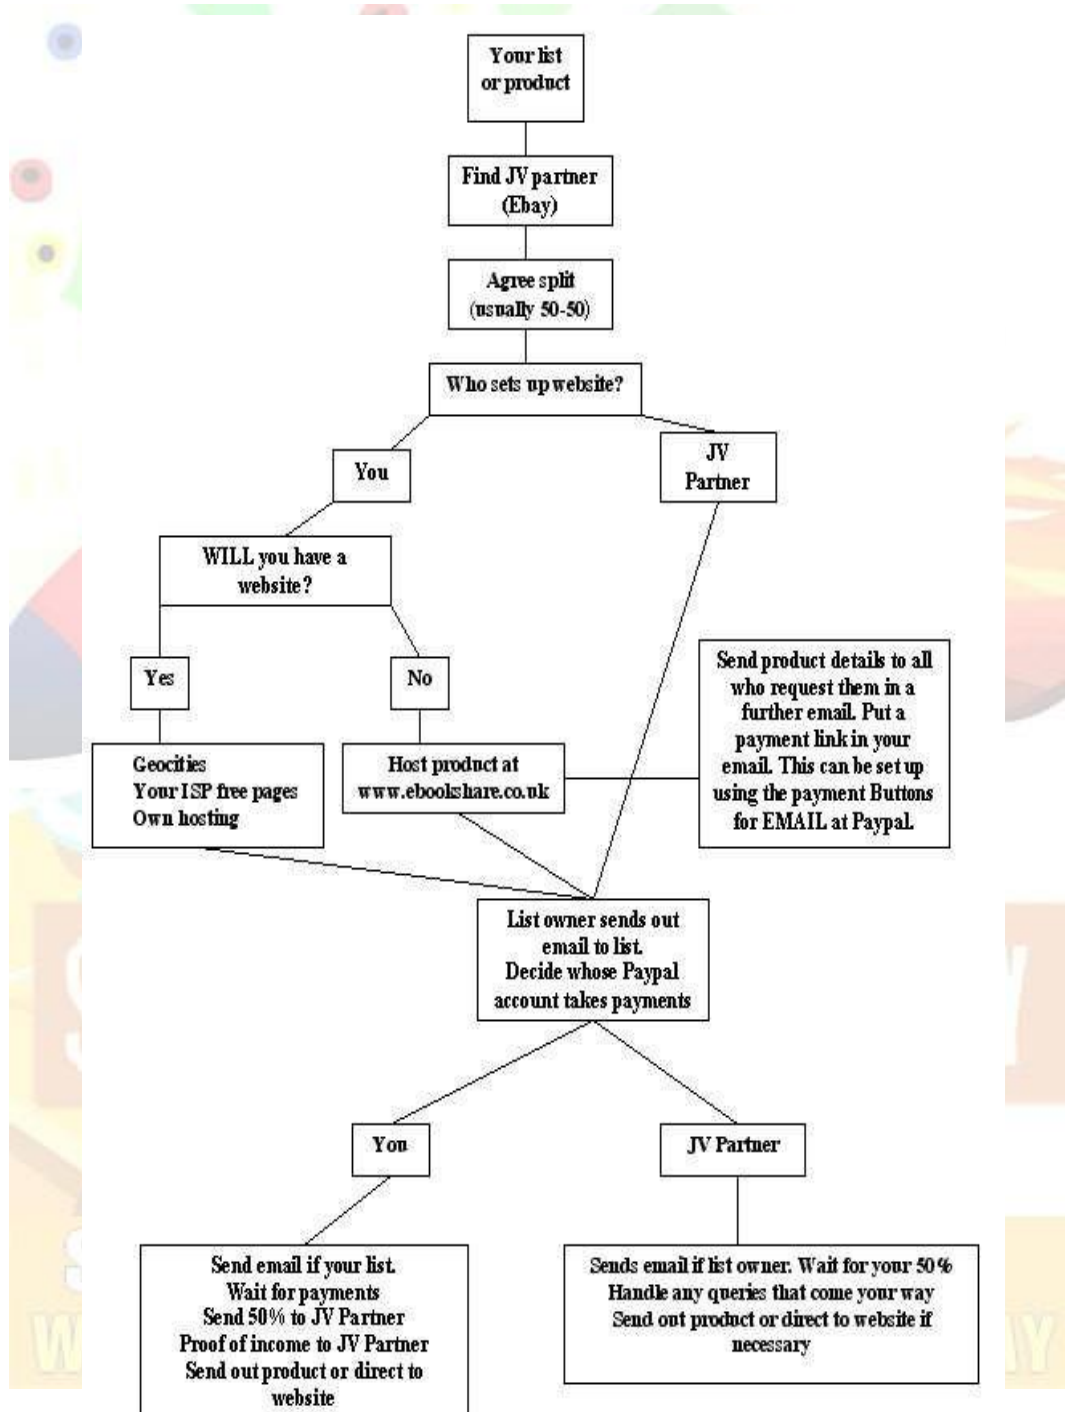 Your list
or product
Find JV partner
(Ebay)
Agree split
(usually 50-50)
Who sets up website?
You
JV
Partner
WILL you have a
website?
Yes
No
Geocities
Your ISP free pages
Own hosting
Host product at
www.ebookshare.co.uk
Send product details to all
who request them in a
further email. Put a
payment link in your
email. This can be set up
using the payment Buttons
for EMAIL at Paypal.
List owner sends out
email to list.
Decide whose Paypal
account takes payments
You
JV Partner
Send email if your list.
Wait for payments
Send 50% to JV Partner
Proof of income to JV Partner
Send out product or direct to
website
Sends email if list owner. Wait for your 50%
Handle any queries that come your way
Send out product or direct to website if
necessary